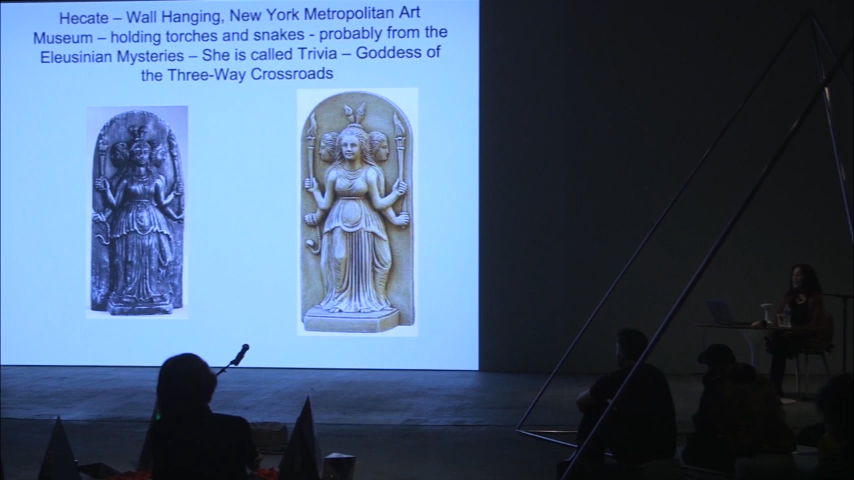 Hecate – Wall Hanging, New York Metropolitan Art
Museum – holding torches and snakes - probably from the
Eleusinian Mysteries – She is called Trivia – Goddess of
the Three-Way Crossroads